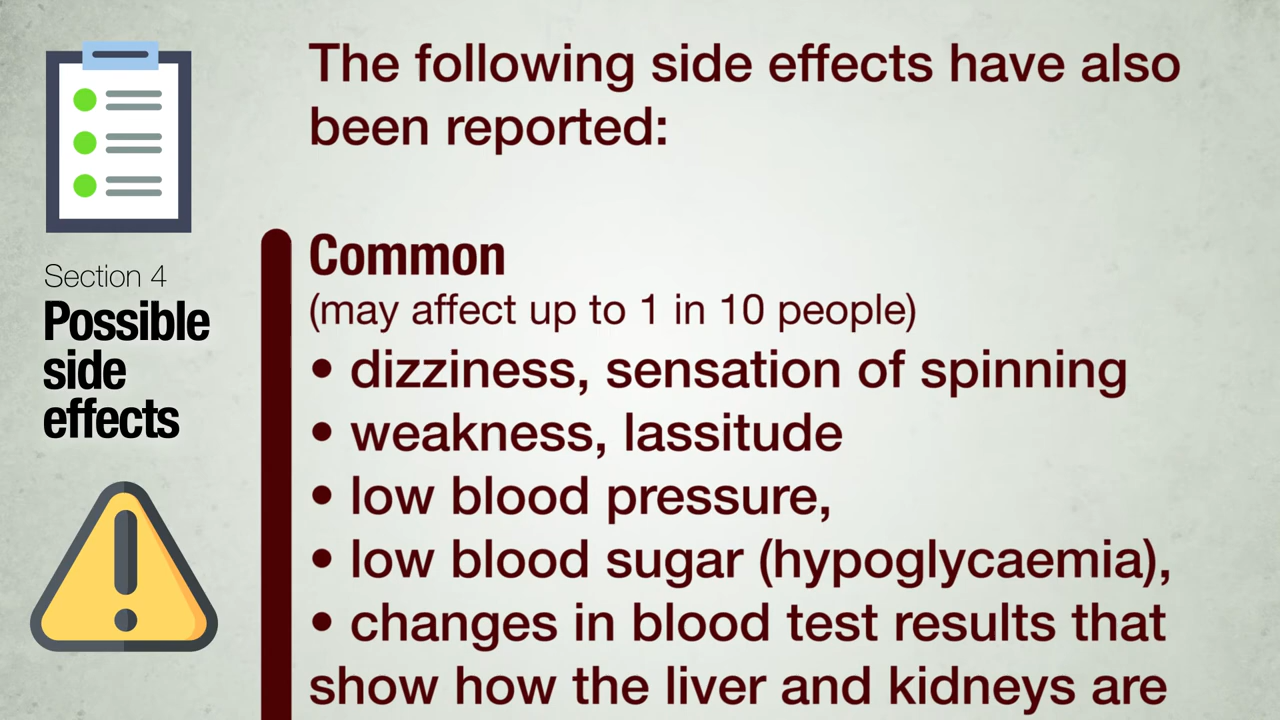 Section 4
Possible
side
effects
The following side effects have also
been reported:
Common
(may affect up to 1 in 10 people)
• dizziness, sensation of spinning
• weakness, lassitude
• low blood pressure,
• low blood sugar (hypoglycaemia),
• changes in blood test results that
show how the liver and kidneys are